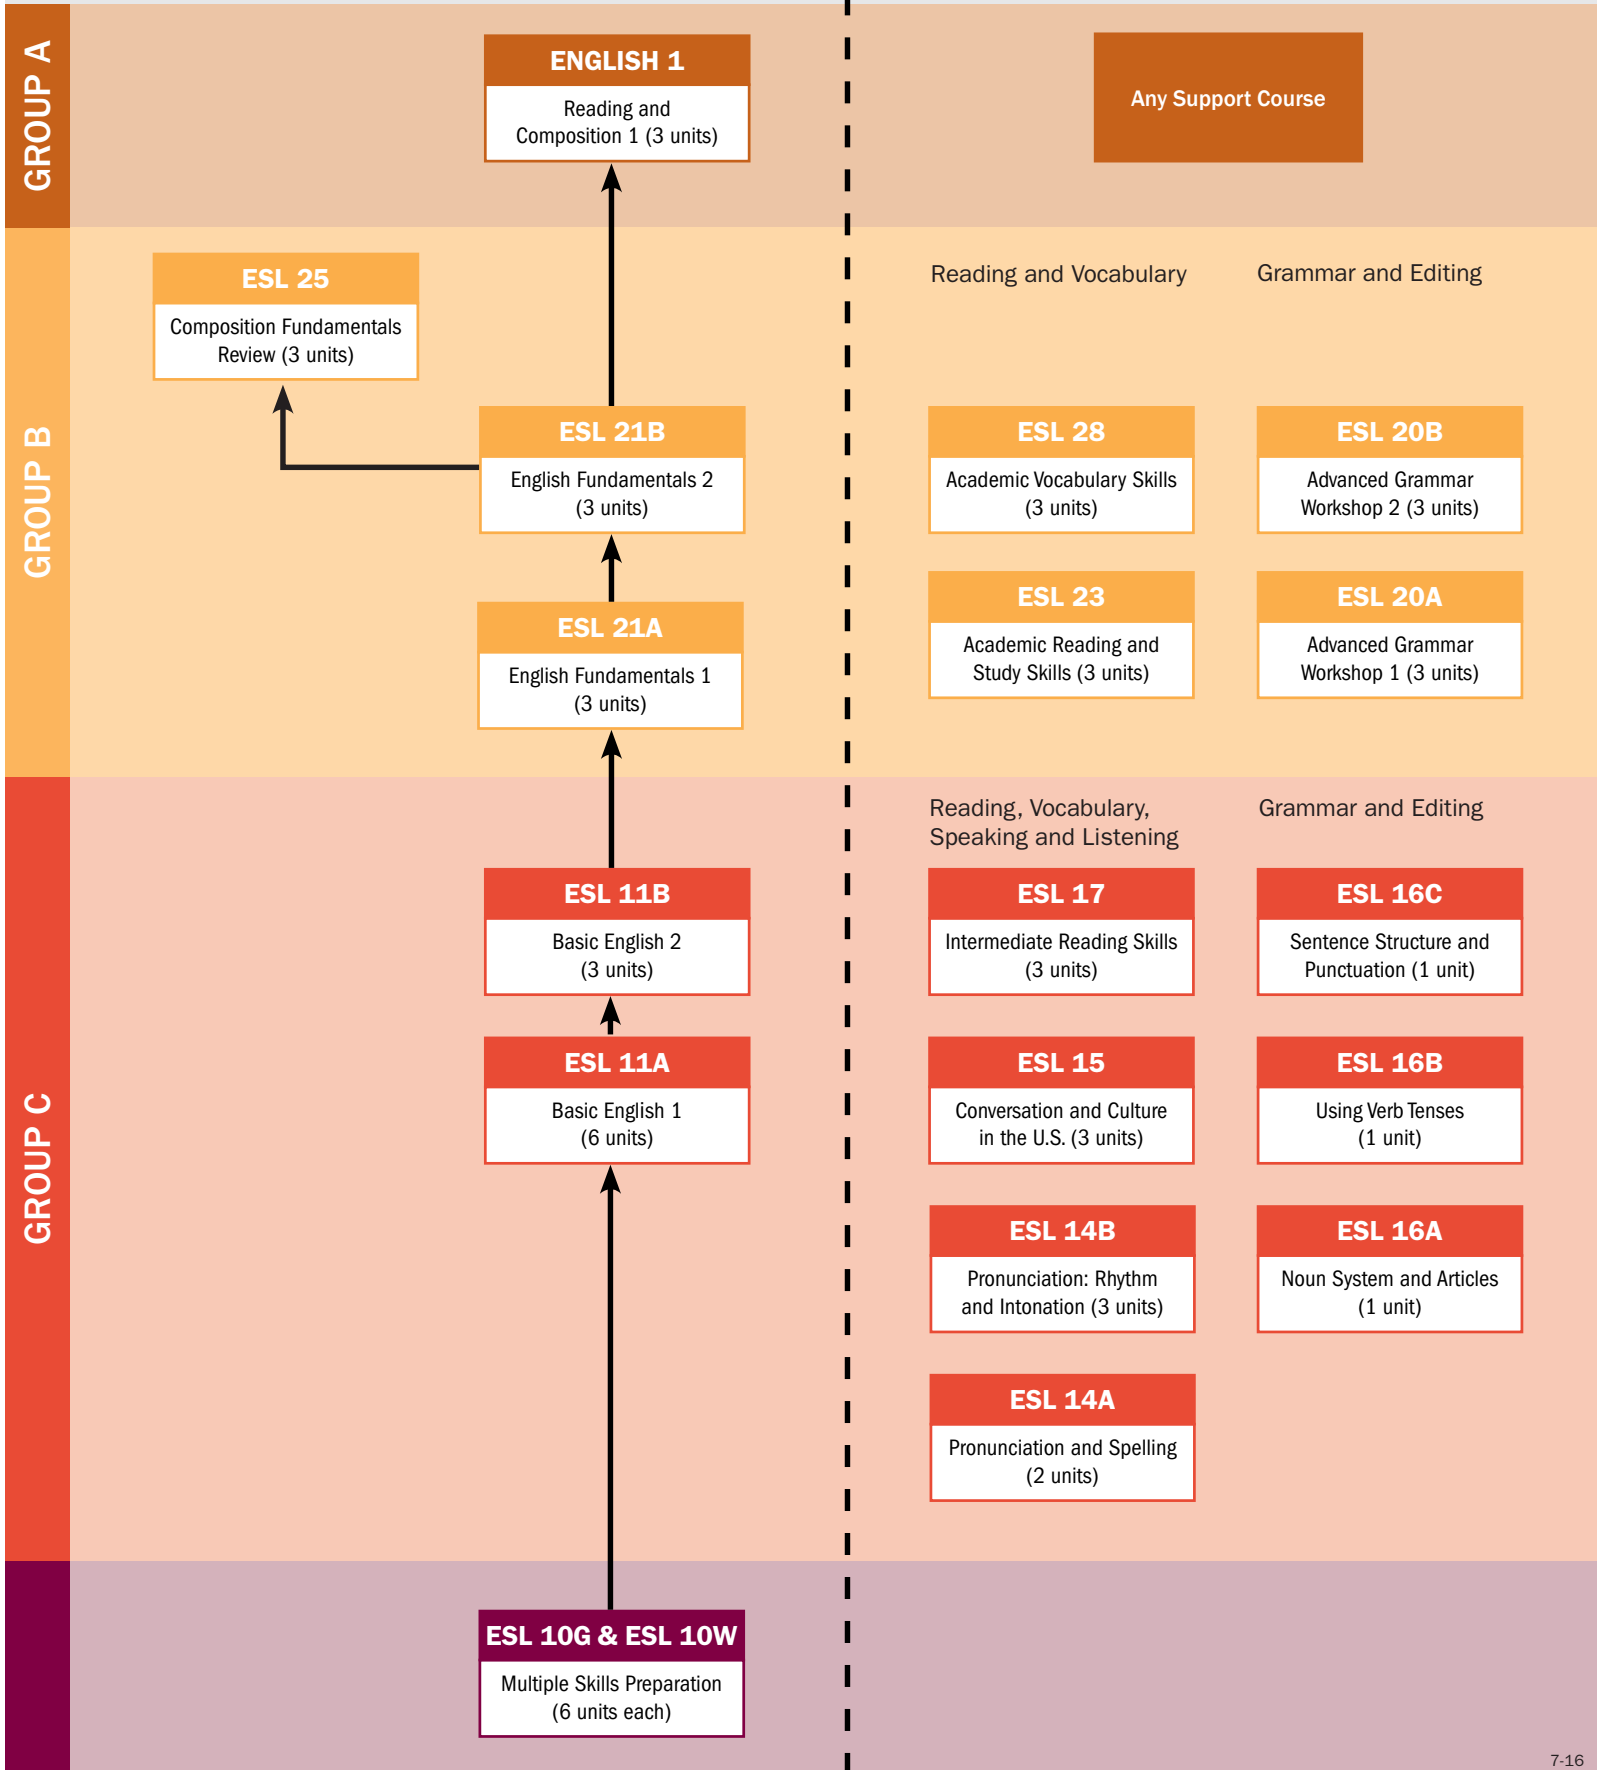 GROUP A
ENGLISH 1
Reading and
Composition 1 (3 units)
Any Support Course
GROUP B
ESL 25
Composition Fundamentals
Review (3 units)
ESL 21B
English Fundamentals 2
(3 units)
ESL 21A
English Fundamentals 1
(3 units)
Reading and Vocabulary
Grammar and Editing
ESL 28
Academic Vocabulary Skills
(3 units)
ESL 20B
Advanced Grammar
Workshop 2 (3 units)
ESL 23
Academic Reading and
Study Skills (3 units)
ESL 20A
Advanced Grammar
Workshop 1 (3 units)
GROUP C
ESL 11B
Basic English 2
(3 units)
ESL 11A
Basic English 1
(6 units)
Reading, Vocabulary,
Speaking and Listening
Grammar and Editing
ESL 17
Intermediate Reading Skills
(3 units)
ESL 16C
Sentence Structure and
Punctuation (1 unit)
ESL 15
Conversation and Culture
in the U.S. (3 units)
ESL 16B
Using Verb Tenses
(1 unit)
ESL 14B
Pronunciation: Rhythm
and Intonation (3 units)
ESL 16A
Noun System and Articles
(1 unit)
ESL 14A
Pronunciation and Spelling
(2 units)
ESL 10G & ESL 10W
Multiple Skills Preparation
(6 units each)
7-16